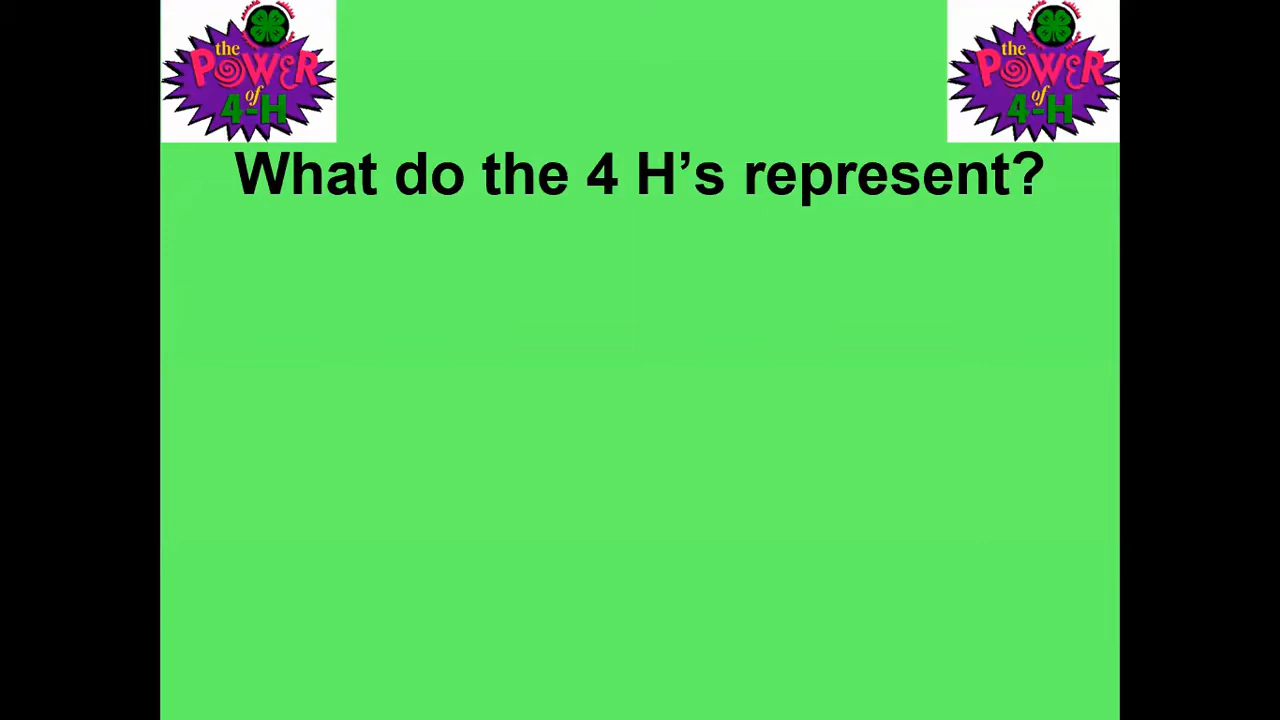 the
POWER
of
4-H
the
POWER
of
4-H
What do the 4 H’s represent?